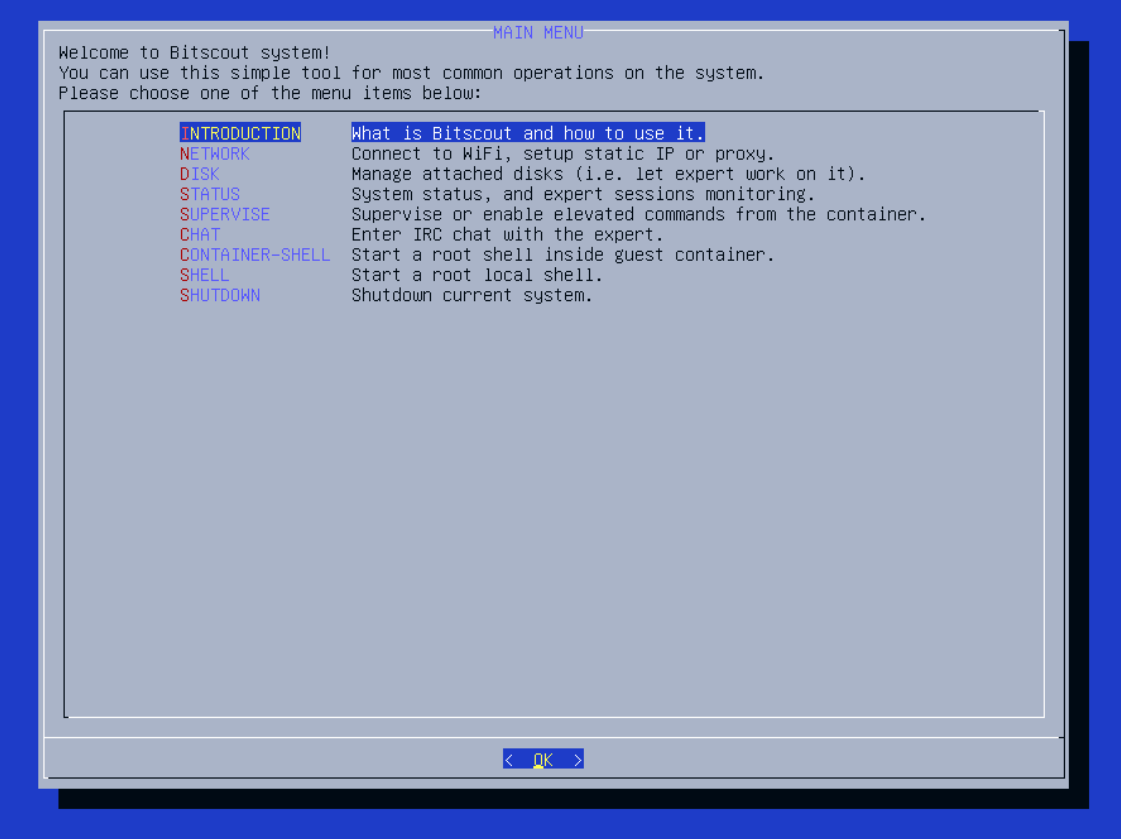 MAIN MENU
Welcome to Bitscout system!
You can use this simple tool for most common operations on the system.
Please choose one of the menu items below:
INTRODUCTION What is Bitscout and how to use it.
NETWORK Connect to WiFi, setup static IP or proxy.
DISK Manage attached disks (i.e. let expert work on it).
STATUS System status, and expert sessions monitoring.
SUPERVISE Supervise or enable elevated commands from the container.
CHAT Enter IRC chat with the expert.
CONTAINER-SHELL Start a root shell inside guest container.
SHELL Start a root local shell.
SHUTDOWN Shutdown current system.
< OK >